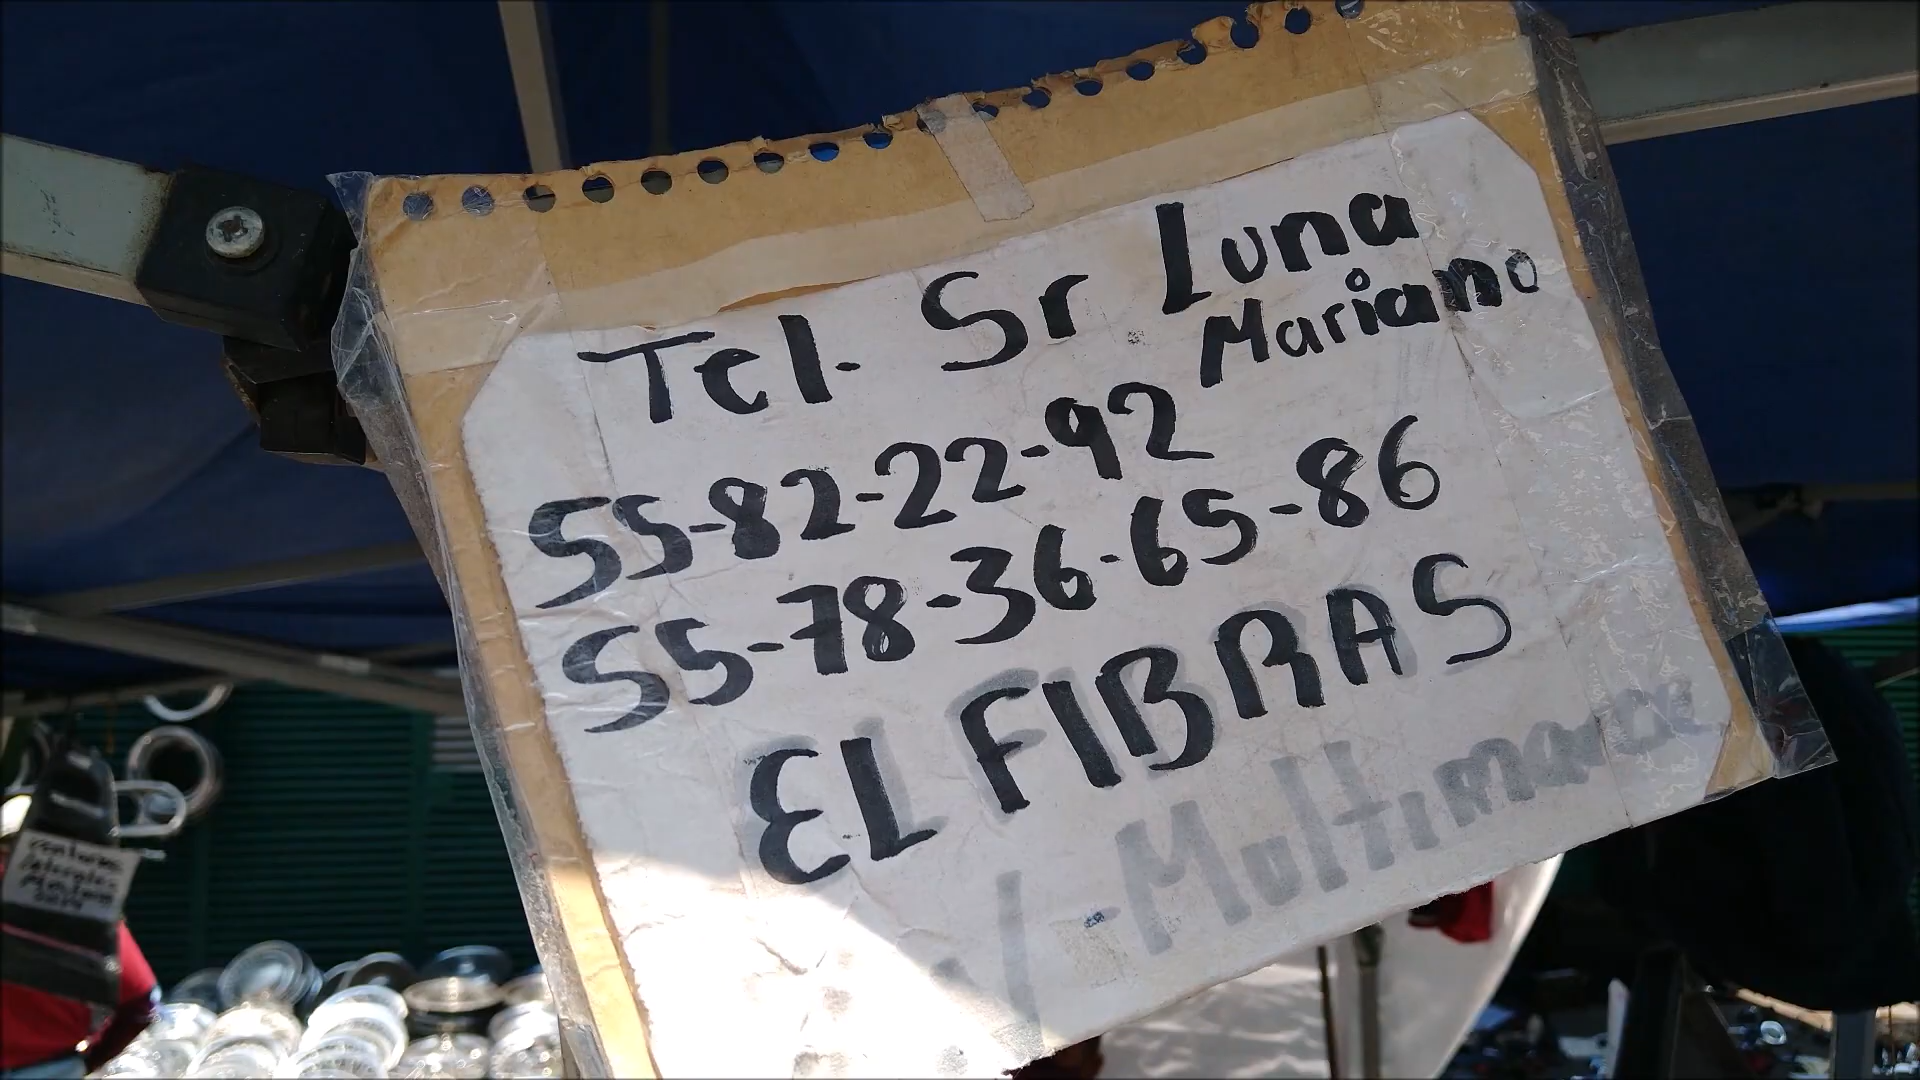 Tel. Sr Luna
Mariano
55-82-22-92
55-78-36-65-86
EL FIBRAS
-Multimarca